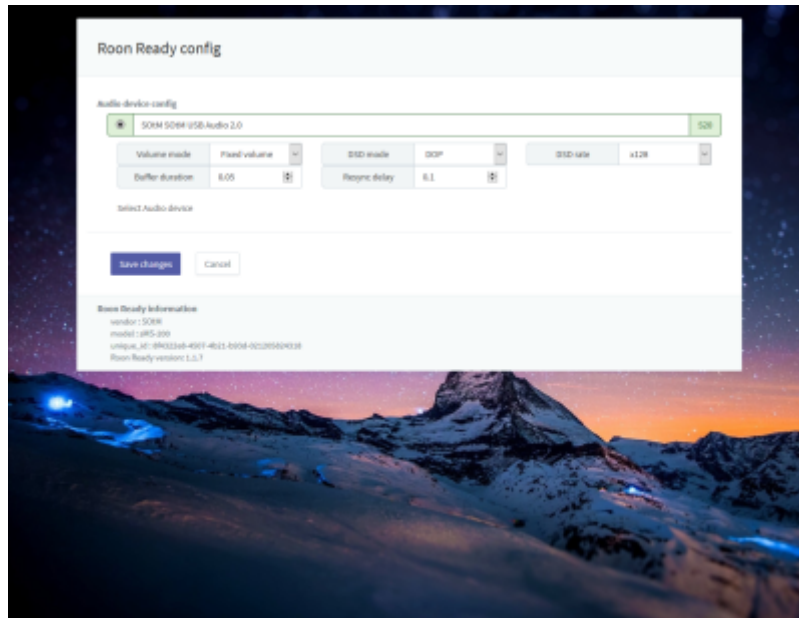 Roon Ready config
Audio device config
SOtM SOtM USB Audio 2.0 S20
Volume mode Fixed volume DSD mode DOP DSD rate x128
Buffer duration 0.05 Resync delay 0.1
Select Audio device
Save changes Cancel
Roon Ready Information
vendor : SOtM
model : sMS-200
unique_id :
Roon Ready version: 1.1.7